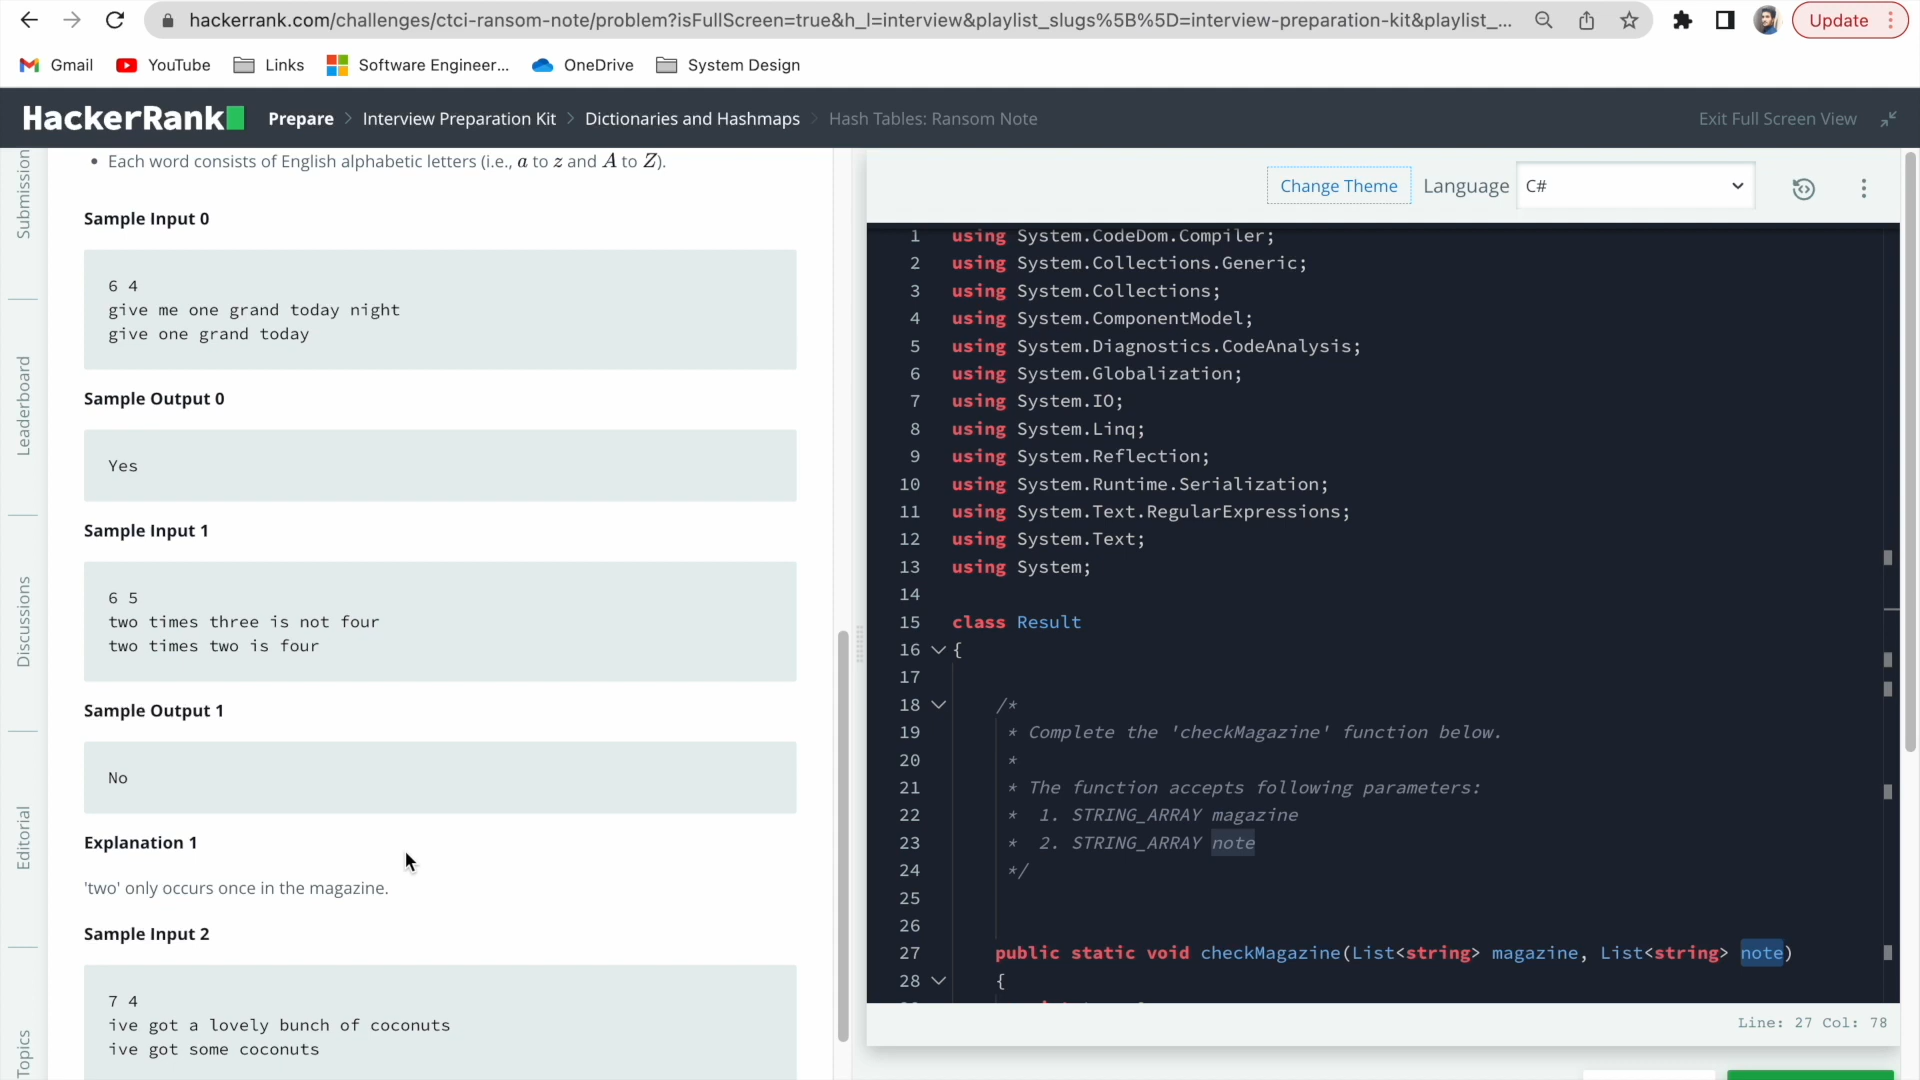 hackerrank.com/challenges/ctci-ransom-note/problem?isFullScreen=true&h_l=interview&playlist_slugs%5B%5D=interview-preparation-kit&playlist_...
Update
Gmail
YouTube
Links
Software Engineer...
OneDrive
System Design
HackerRank
Prepare > Interview Preparation Kit > Dictionaries and Hashmaps > Hash Tables: Ransom Note
Exit Full Screen View
Submission
Leaderboard
Discussions
Editorial
Topics
• Each word consists of English alphabetic letters (i.e., a to z and A to Z).
Sample Input 0
6 4
give me one grand today night
give one grand today
Sample Output 0
Yes
Sample Input 1
6 5
two times three is not four
two times two is four
Sample Output 1
No
Explanation 1
'two' only occurs once in the magazine.
Sample Input 2
7 4
ive got a lovely bunch of coconuts
ive got some coconuts
Change Theme
Language
C#
1 using System.CodeDom.Compiler;
2 using System.Collections.Generic;
3 using System.Collections;
4 using System.ComponentModel;
5 using System.Diagnostics.CodeAnalysis;
6 using System.Globalization;
7 using System.IO;
8 using System.Linq;
9 using System.Reflection;
10 using System.Runtime.Serialization;
11 using System.Text.RegularExpressions;
12 using System.Text;
13 using System;
14
15 class Result
16 {
17
18 /*
19 * Complete the 'checkMagazine' function below.
20 *
21 * The function accepts following parameters:
22 * 1. STRING_ARRAY magazine
23 * 2. STRING_ARRAY note
24 */
25
26
27 public static void checkMagazine(List<string> magazine, List<string> note)
28 {
Line: 27 Col: 78